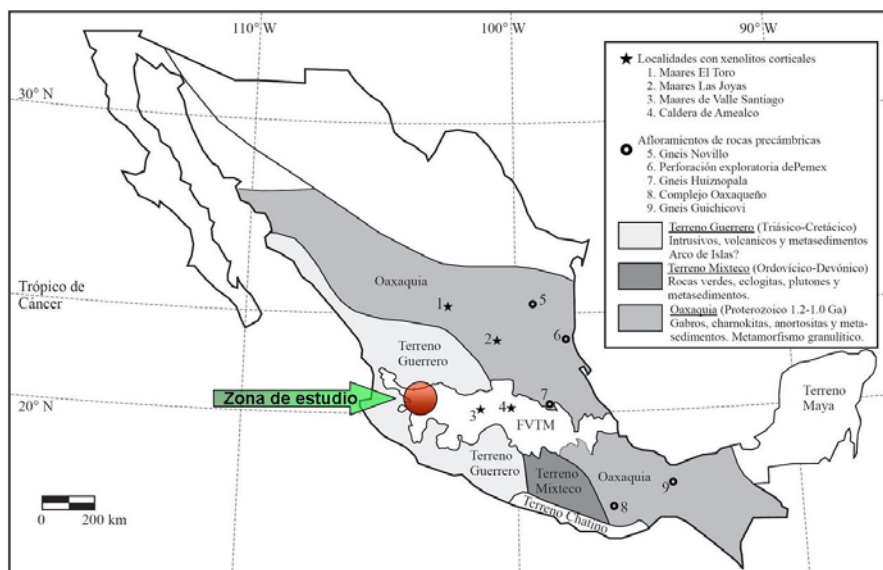 110° W
100° W
90° W
30° N
Trópico de
Cáncer
20° N
0
200 km
Zona de estudio
Oaxaquia
1
2
5
6
Terreno
Guerrero
3
4
7
FVTM
Terreno
Guerrero
Terreno
Mixteco
Oaxaquia
8
9
Terreno Chatino
Terreno
Maya
Localidades con xenolitos corticales
1. Maares El Toro
2. Maares Las Joyas
3. Maares de Valle Santiago
4. Caldera de Amealco
Afloramientos de rocas precámbricas
5. Gneis Novillo
6. Perforación exploratoria dePemex
7. Gneis Huiznopala
8. Complejo Oaxaqueño
9. Gneis Guichicovi
Terreno Guerrero (Triásico-Cretácico)
Intrusivos, volcanicos y metasedimentos
Arco de Islas?
Terreno Mixteco (Ordovícico-Devónico)
Rocas verdes, eclogitas, plutones y
metasedimentos.
Oaxaquia (Proterozoico 1.2-1.0 Ga)
Gabros, charnokitas, anortositas y meta-
sedimentos. Metamorfismo granulítico.